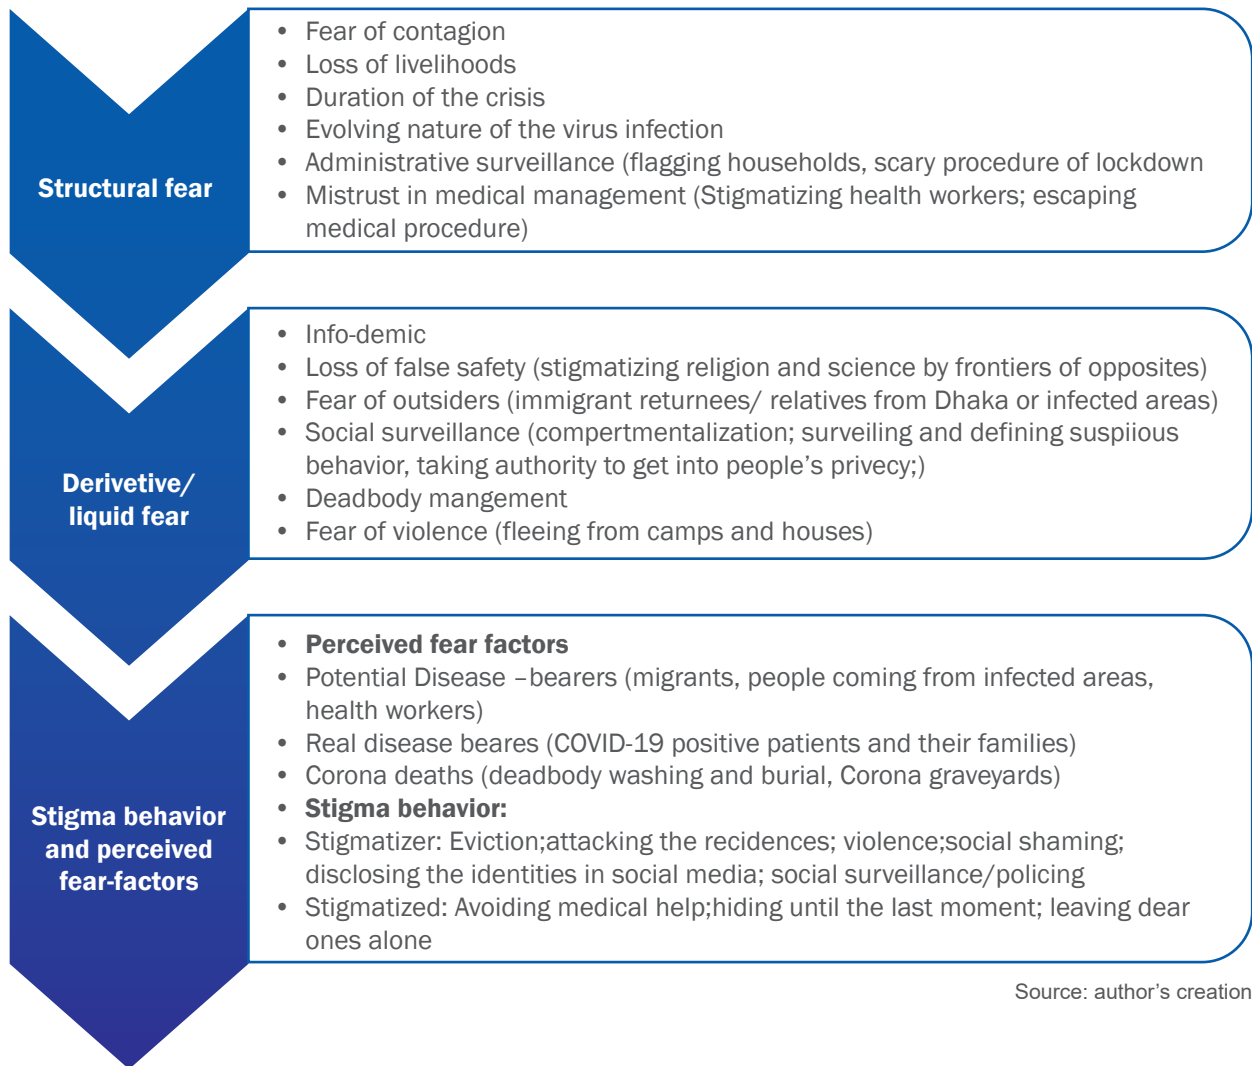 Structural fear
• Fear of contagion
• Loss of livelihoods
• Duration of the crisis
• Evolving nature of the virus infection
• Administrative surveillance (flagging households, scary procedure of lockdown
• Mistrust in medical management (Stigmatizing health workers; escaping
medical procedure)
Derivetive/
liquid fear
• Info-demic
• Loss of false safety (stigmatizing religion and science by frontiers of opposites)
• Fear of outsiders (immigrant returnees/ relatives from Dhaka or infected areas)
• Social surveillance (compertmentalization; surveiling and defining suspiious
behavior, taking authority to get into people’s privecy;)
• Deadbody mangement
• Fear of violence (fleeing from camps and houses)
Stigma behavior
and perceived
fear-factors
• Perceived fear factors
• Potential Disease –bearers (migrants, people coming from infected areas,
health workers)
• Real disease beares (COVID-19 positive patients and their families)
• Corona deaths (deadbody washing and burial, Corona graveyards)
• Stigma behavior:
• Stigmatizer: Eviction;attacking the recidences; violence;social shaming;
disclosing the identities in social media; social surveillance/policing
• Stigmatized: Avoiding medical help;hiding until the last moment; leaving dear
ones alone
Source: author’s creation